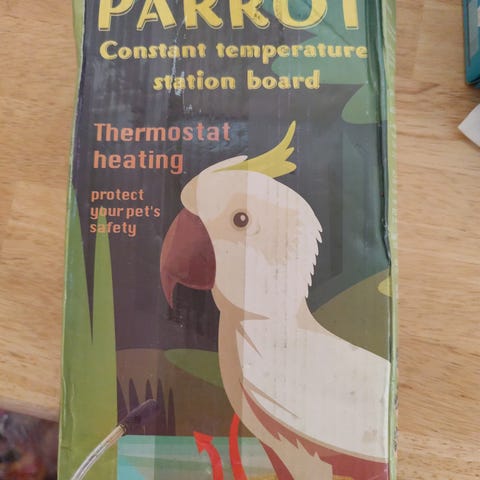 PARROT
Constant temperature
station board
Thermostat
heating
protect
your pet's
safety